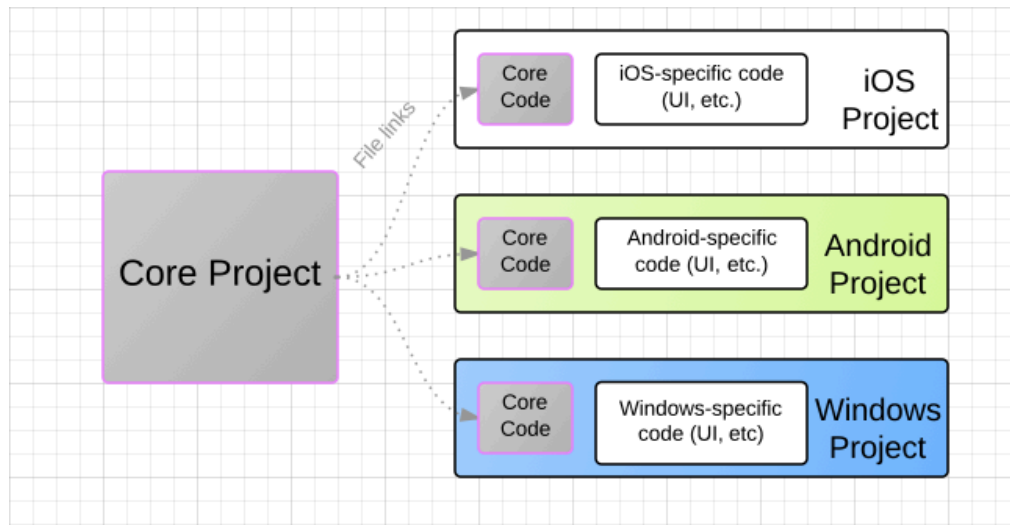 Core Project
File links
Core
Code
iOS-specific code
(UI, etc.)
iOS
Project
Core
Code
Android-specific
code (UI, etc.)
Android
Project
Core
Code
Windows-specific
code (UI, etc)
Windows
Project